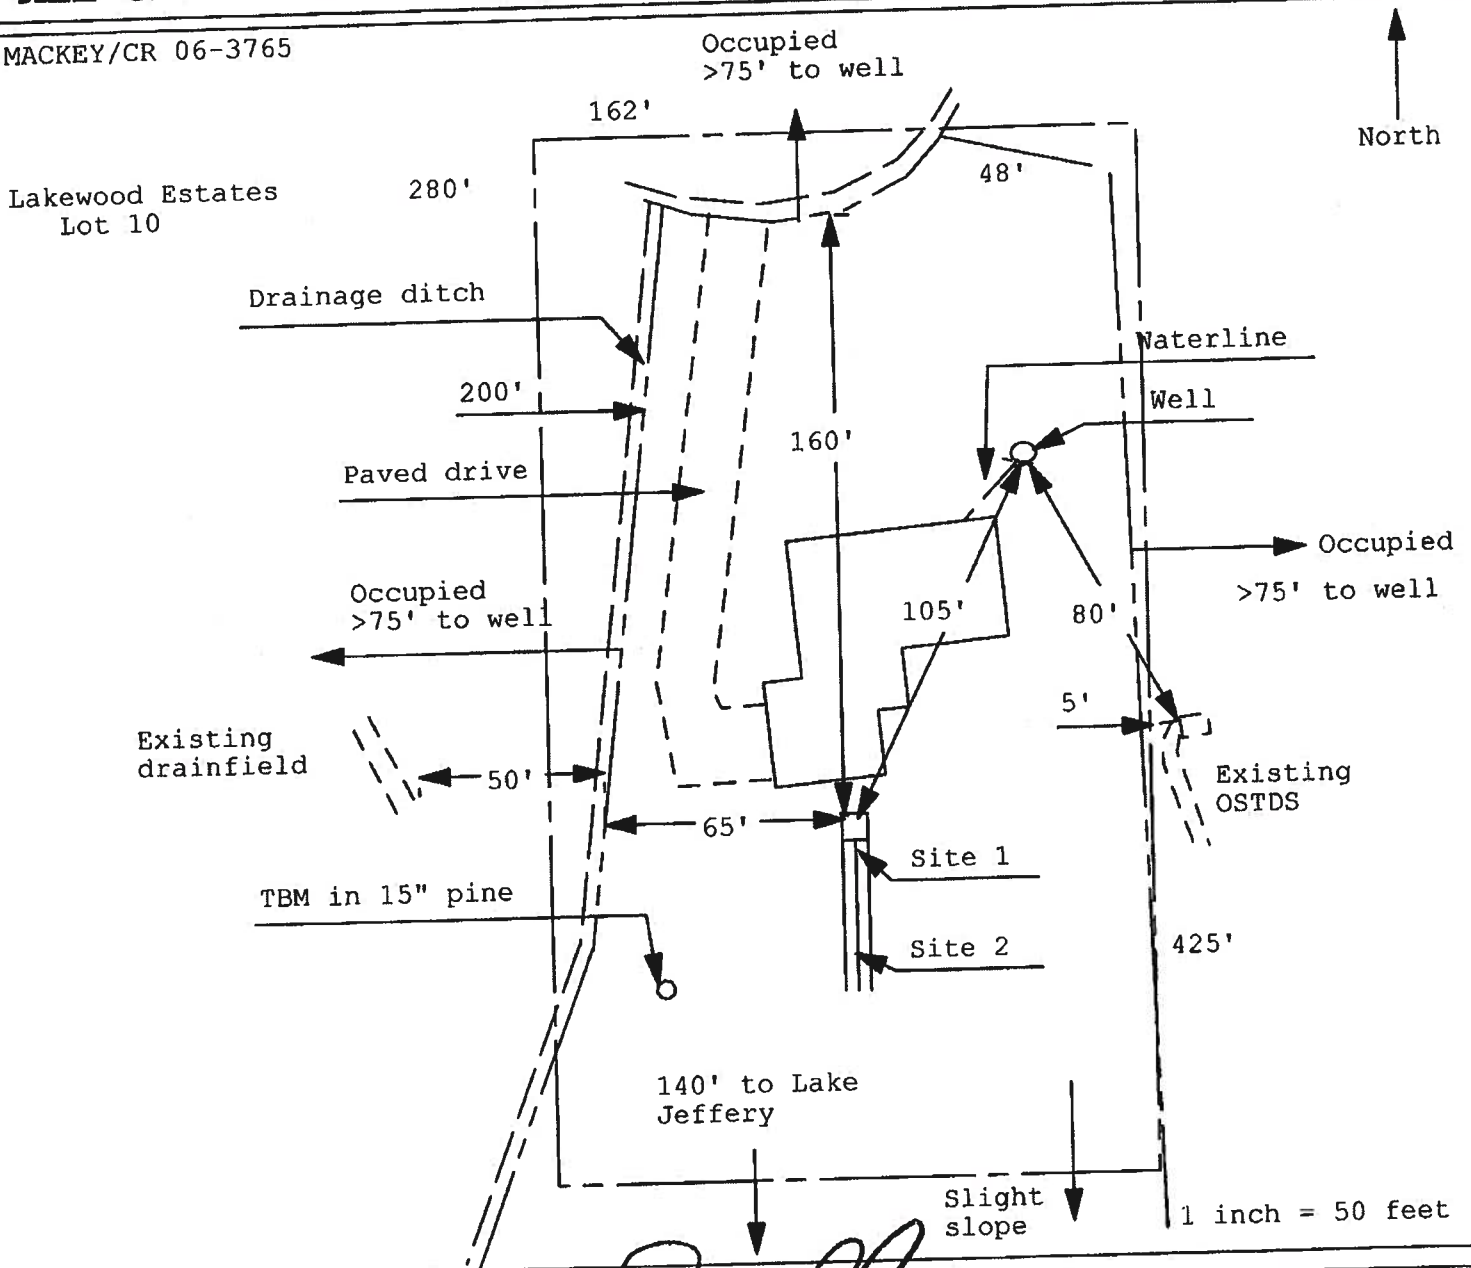 MACKEY/CR 06-3765
Occupied
>75' to well
162'
North
48'
280'
Lakewood Estates
Lot 10
Drainage ditch
Waterline
200'
Well
160'
Paved drive
Occupied
>75' to well
Occupied
>75' to well
105'
80'
5'
Existing
drainfield
50'
Existing
OSTDS
65'
Site 1
TBM in 15" pine
Site 2
425'
140' to Lake
Jeffery
Slight
slope
1 inch = 50 feet